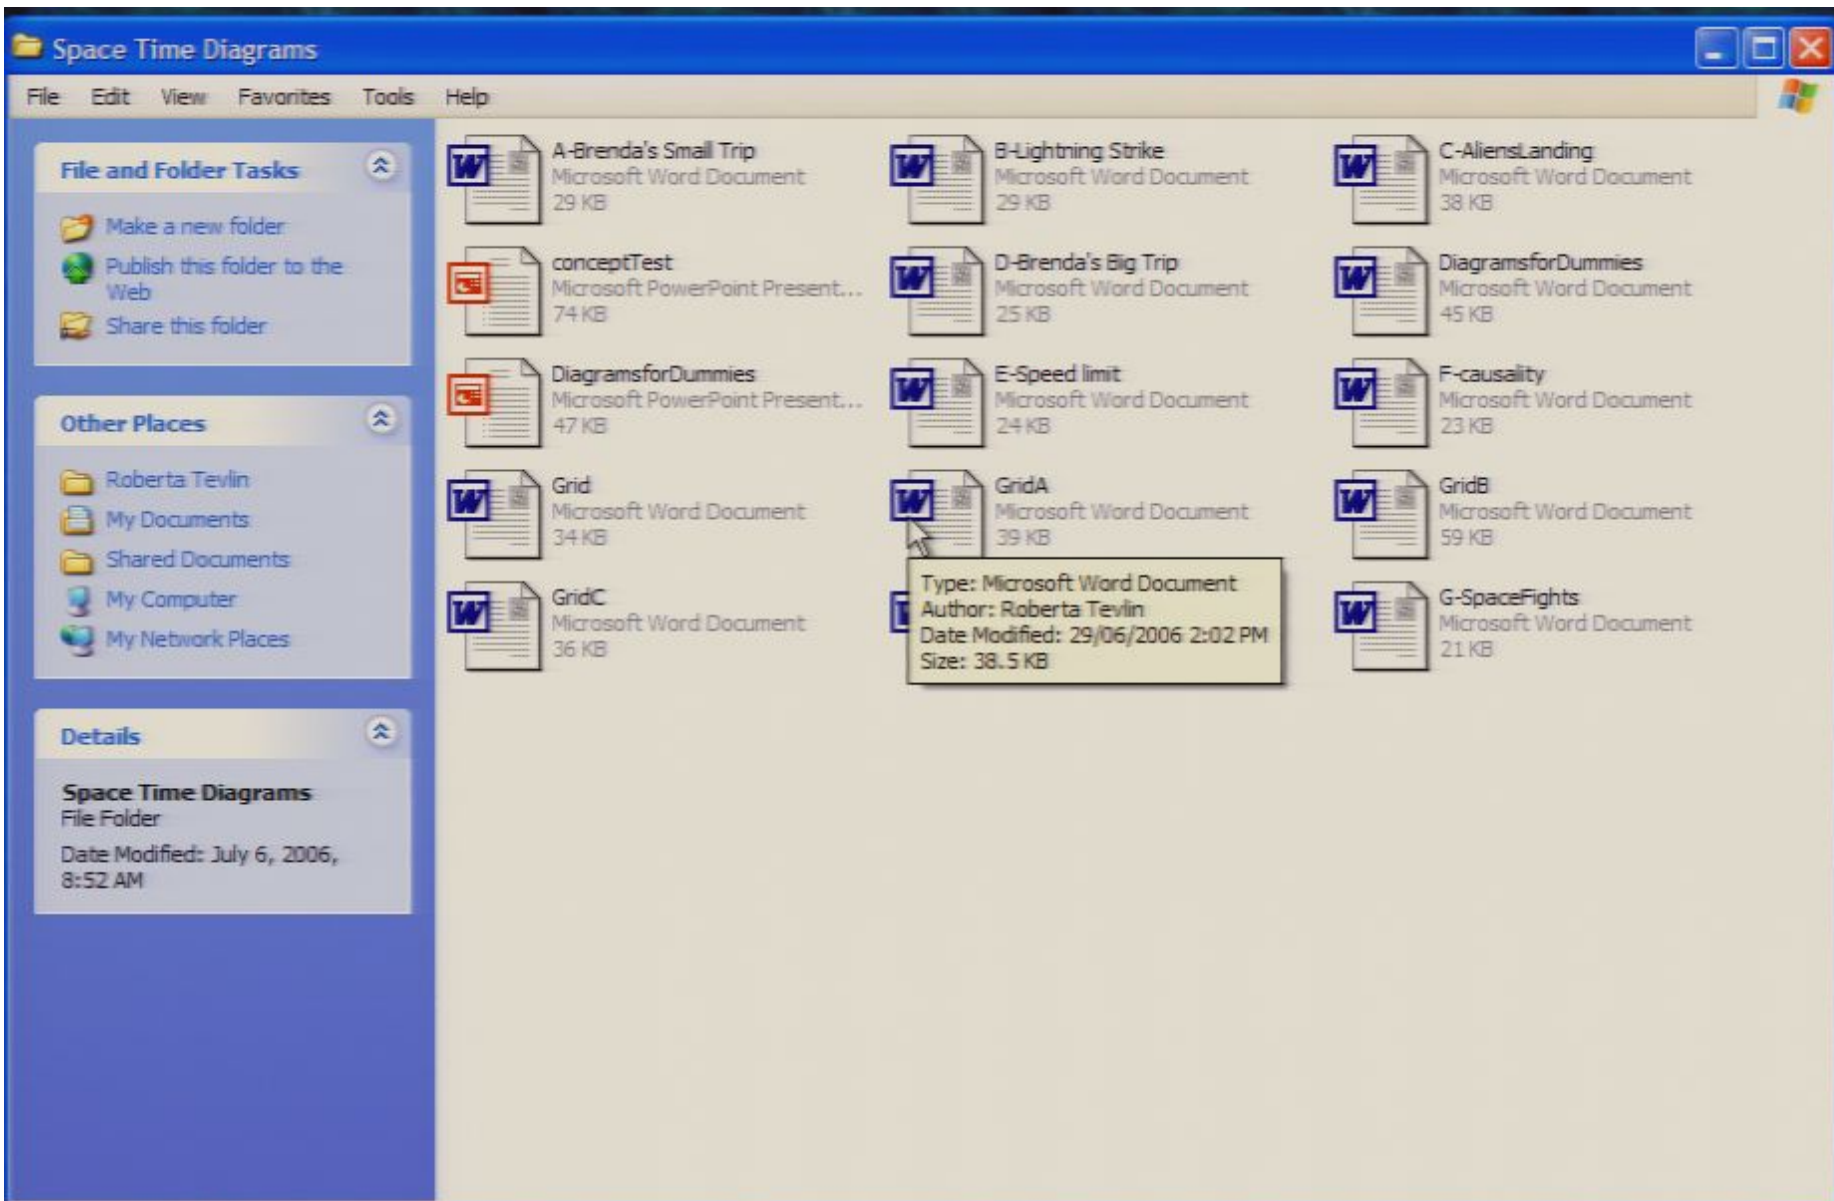 Space Time Diagrams
File Edit View Favorites Tools Help
File and Folder Tasks
Make a new folder
Publish this folder to the
Web
Share this folder
Other Places
Roberta Tevlin
My Documents
Shared Documents
My Computer
My Network Places
Details
Space Time Diagrams
File Folder
Date Modified: July 6, 2006,
8:52 AM
A-Brenda's Small Trip
Microsoft Word Document
29 KB
B-Lightning Strike
Microsoft Word Document
29 KB
C-AliensLanding
Microsoft Word Document
38 KB
conceptTest
Microsoft PowerPoint Present...
74 KB
D-Brenda's Big Trip
Microsoft Word Document
25 KB
DiagramsforDummies
Microsoft Word Document
45 KB
DiagramsforDummies
Microsoft PowerPoint Present...
47 KB
E-Speed limit
Microsoft Word Document
24 KB
F-causality
Microsoft Word Document
23 KB
Grid
Microsoft Word Document
34 KB
GridA
Microsoft Word Document
39 KB
GridB
Microsoft Word Document
59 KB
GridC
Microsoft Word Document
36 KB
Type: Microsoft Word Document
Author: Roberta Tevlin
Date Modified: 29/06/2006 2:02 PM
Size: 38.5 KB
G-SpaceFights
Microsoft Word Document
21 KB